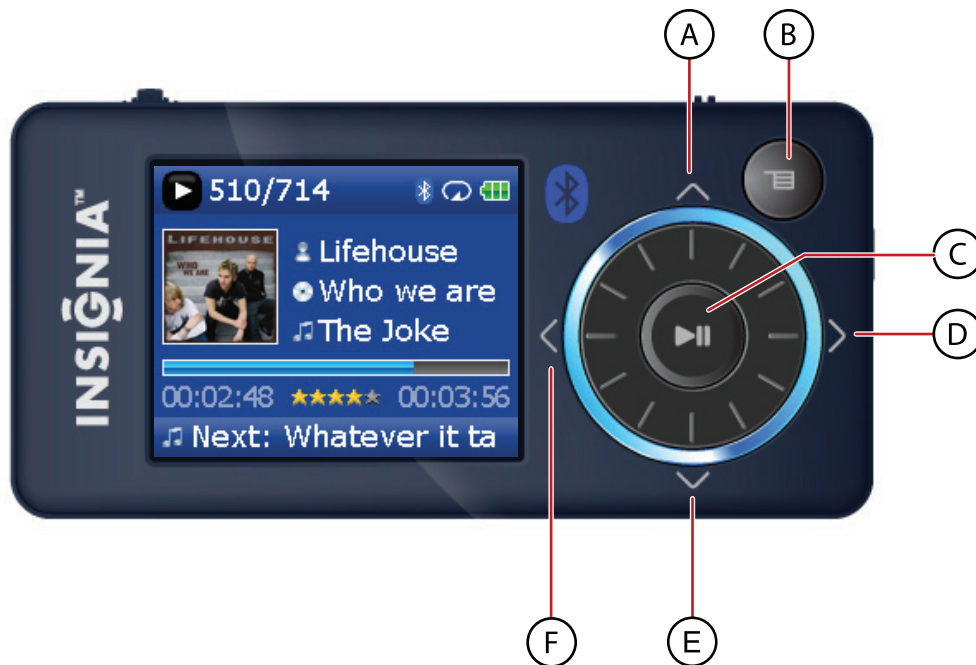 A
B
INSIGNIA™
510/714
LIFEHOUSE
WHO
WE ARE
Lifehouse
Who we are
The Joke
00:02:48
00:03:56
Next: Whatever it ta
C
D
F
E